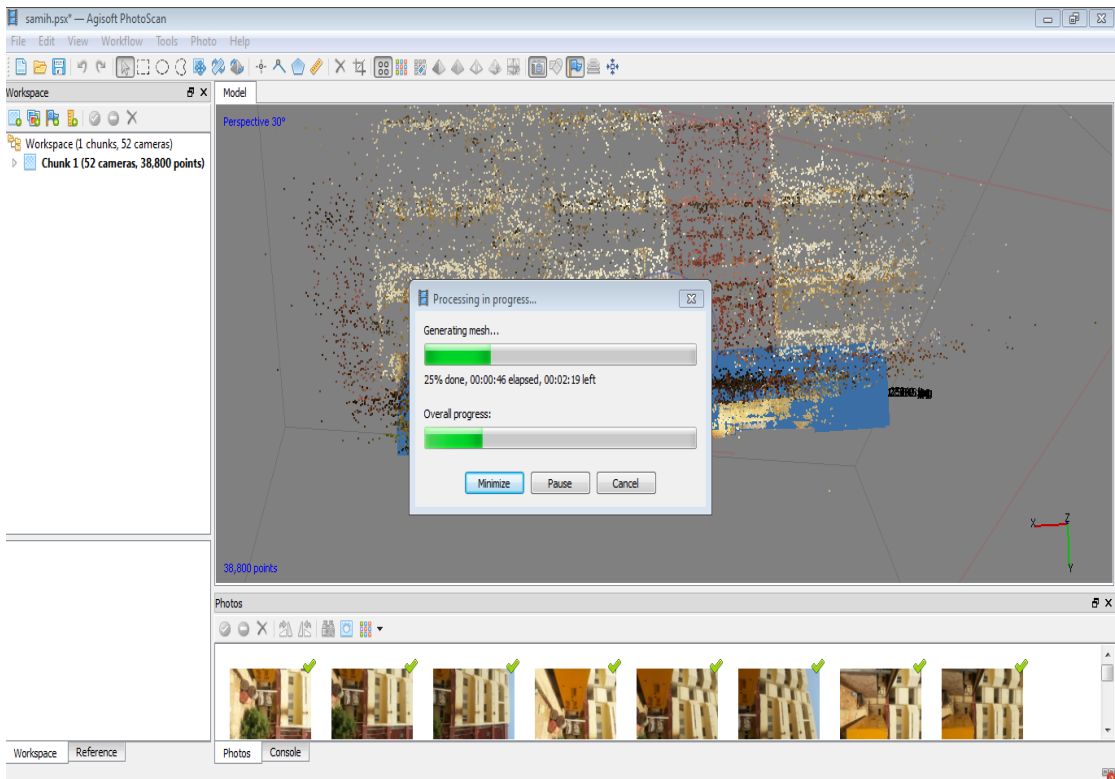 samih.psx* — Agisoft PhotoScan
File Edit View Workflow Tools Photo Help
Workspace
Model
Workspace (1 chunks, 52 cameras)
Chunk 1 (52 cameras, 38,800 points)
Perspective 30°
Processing in progress...
Generating mesh...
25% done, 00:00:46 elapsed, 00:02:19 left
Overall progress:
Minimize Pause Cancel
X Z
Y
38,800 points
Photos
Workspace Reference
Photos Console